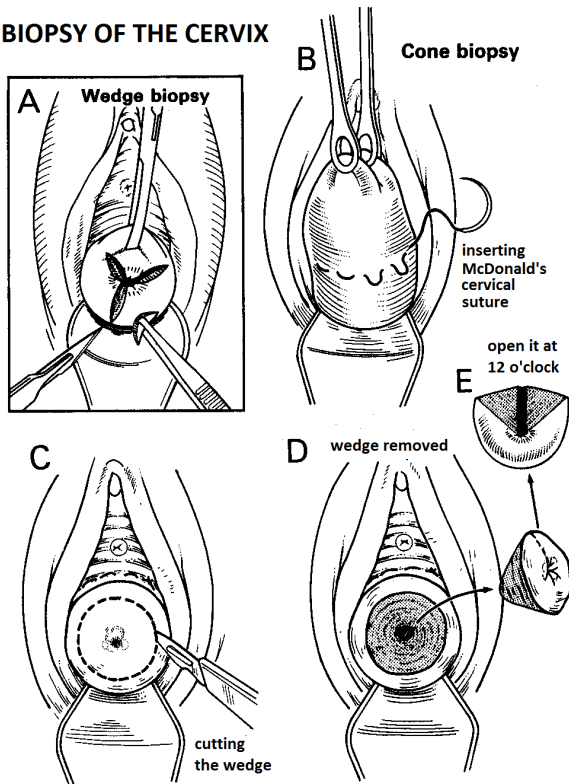 BIOPSY OF THE CERVIX
A
Wedge biopsy
B
Cone biopsy
inserting
McDonald's
cervical
suture
open it at
12 o'clock
E
C
D
wedge removed
cutting
the wedge